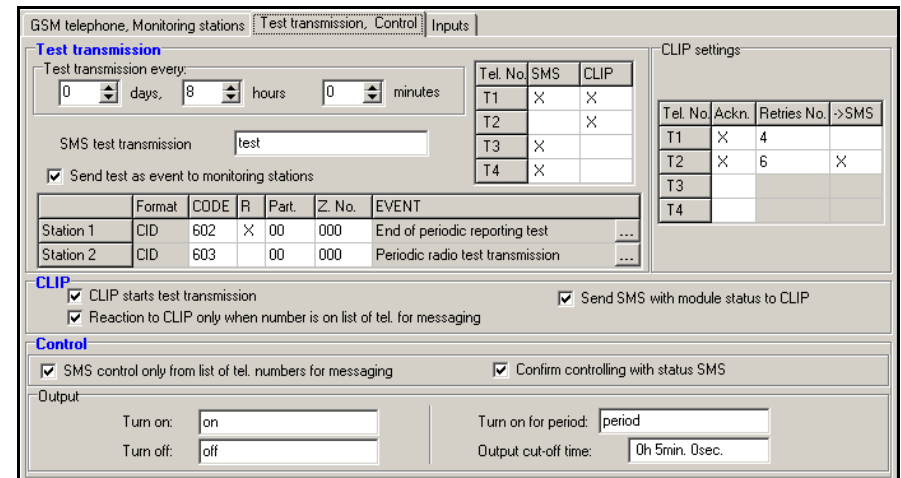 GSM telephone, Monitoring stations Test transmission, Control Inputs
Test transmission
Test transmission every:
0 days, 8 hours 0 minutes
SMS test transmission test
Send test as event to monitoring stations
Tel. No. SMS CLIP
T1 X X
T2 X
T3 X
T4 X
CLIP settings
Tel. No. Ackn. Retries No. ->SMS
T1 X 4
T2 X 6 X
T3
T4
Format CODE R Part. Z. No. EVENT
Station 1 CID 602 X 00 000 End of periodic reporting test ...
Station 2 CID 603 00 000 Periodic radio test transmission ...
CLIP
CLIP starts test transmission
Send SMS with module status to CLIP
Reaction to CLIP only when number is on list of tel. for messaging
Control
SMS control only from list of tel. numbers for messaging
Confirm controlling with status SMS
Output
Turn on: on
Turn off: off
Turn on for period: period
Output cut-off time: 0h 5min. 0sec.